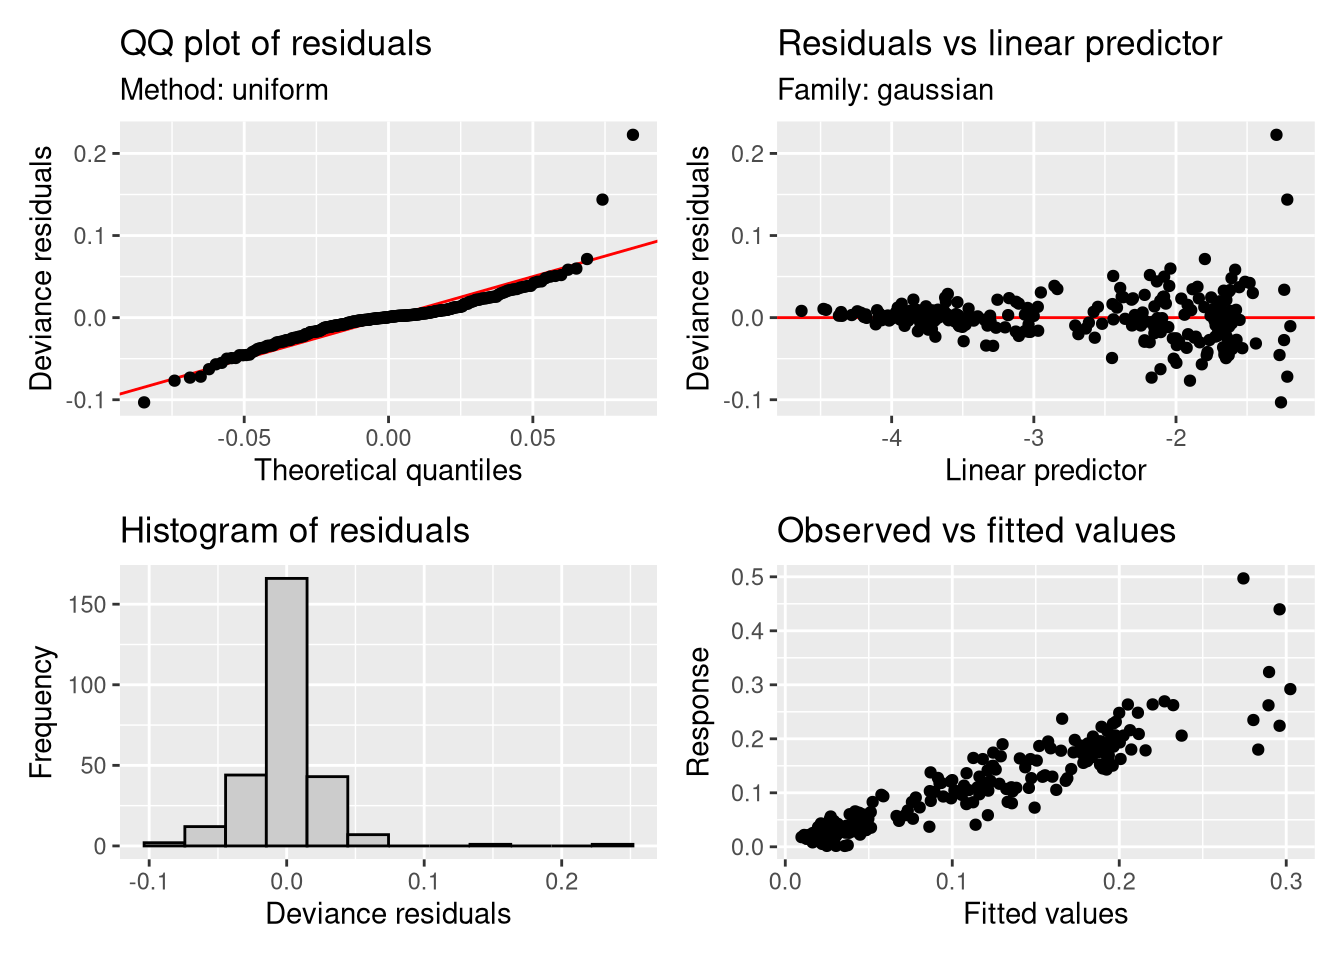 QQ plot of residuals
Method: uniform
Deviance residuals
0.2
0.1
0.0
-0.1
-0.05 0.00 0.05
Theoretical quantiles
Residuals vs linear predictor
Family: gaussian
Deviance residuals
0.2
0.1
0.0
-0.1
-4 -3 -2
Linear predictor
Histogram of residuals
Frequency
150
100
50
0
-0.1 0.0 0.1 0.2
Deviance residuals
Observed vs fitted values
Response
0.5
0.4
0.3
0.2
0.1
0.0
0.0 0.1 0.2 0.3
Fitted values